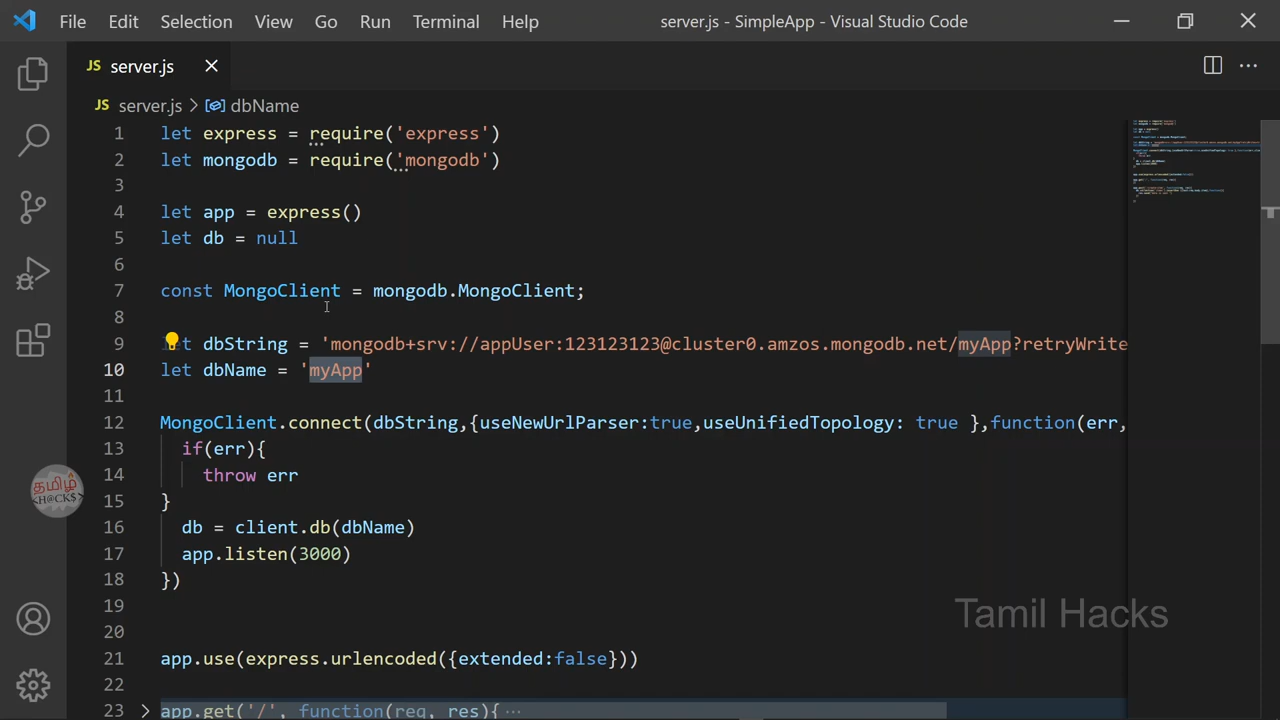 File Edit Selection View Go Run Terminal Help server.js - SimpleApp - Visual Studio Code
JS server.js
JS server.js > dbName
1 let express = require('express')
2 let mongodb = require('mongodb')
3
4 let app = express()
5 let db = null
6
7 const MongoClient = mongodb.MongoClient;
8
9 let dbString = 'mongodb+srv://appUser:123123123@cluster0.amzos.mongodb.net/myApp?retryWrite
10 let dbName = 'myApp'
11
12 MongoClient.connect(dbString,{useNewUrlParser:true,useUnifiedTopology: true },function(err,
13 if(err){
14 throw err
15 }
16 db = client.db(dbName)
17 app.listen(3000)
18 })
19
20
21 app.use(express.urlencoded({extended:false}))
22
23 app.get('/', function(req, res){ ...
தமிழ்
<H@CK$>
Tamil Hacks